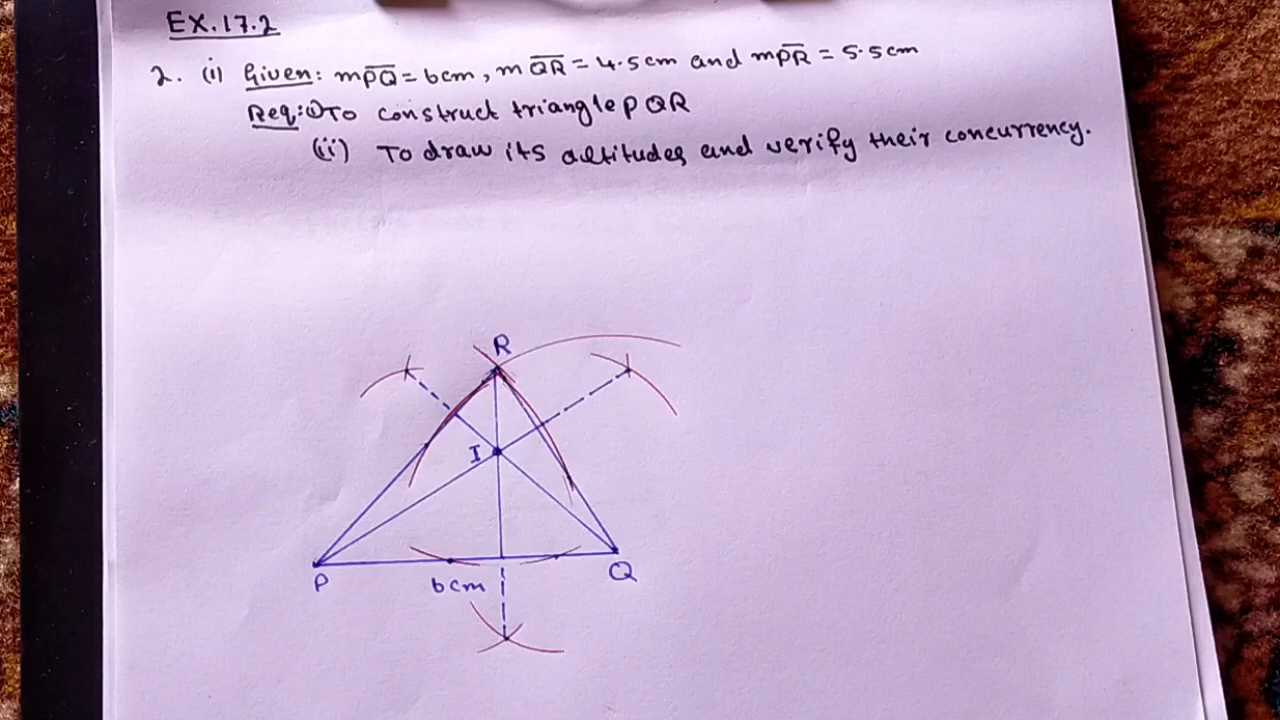 EX.17.2
2. (i) Given: mPQ = 6cm, mQR = 4.5cm and mPR = 5.5cm
Req:(i) To construct triangle PQR
(ii) To draw its altitudes and verify their concurrency.
R
I
P
6cm
Q